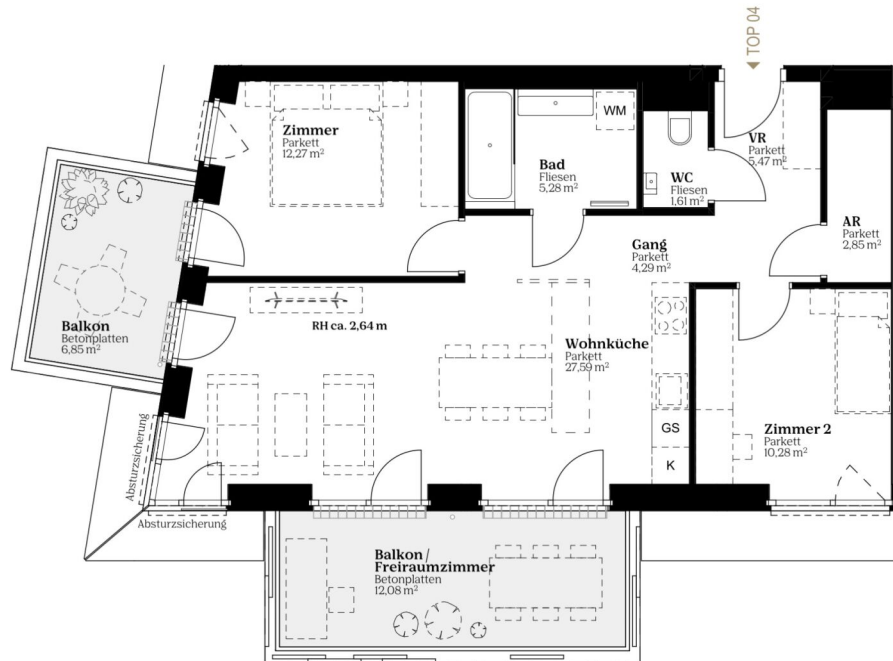 TOP 04
Zimmer
Parkett
12,27 m²
WM
Bad
Fliesen
5,28 m²
WC
Fliesen
1,61 m²
VR
Parkett
5,47 m²
AR
Parkett
2,85 m²
Gang
Parkett
4,29 m²
Balkon
Betonplatten
6,85 m²
RH ca. 2,64 m
Wohnküche
Parkett
27,59 m²
GS
K
Zimmer 2
Parkett
10,28 m²
Absturzsicherung
Absturzsicherung
Balkon /
Freiraumzimmer
Betonplatten
12,08 m²